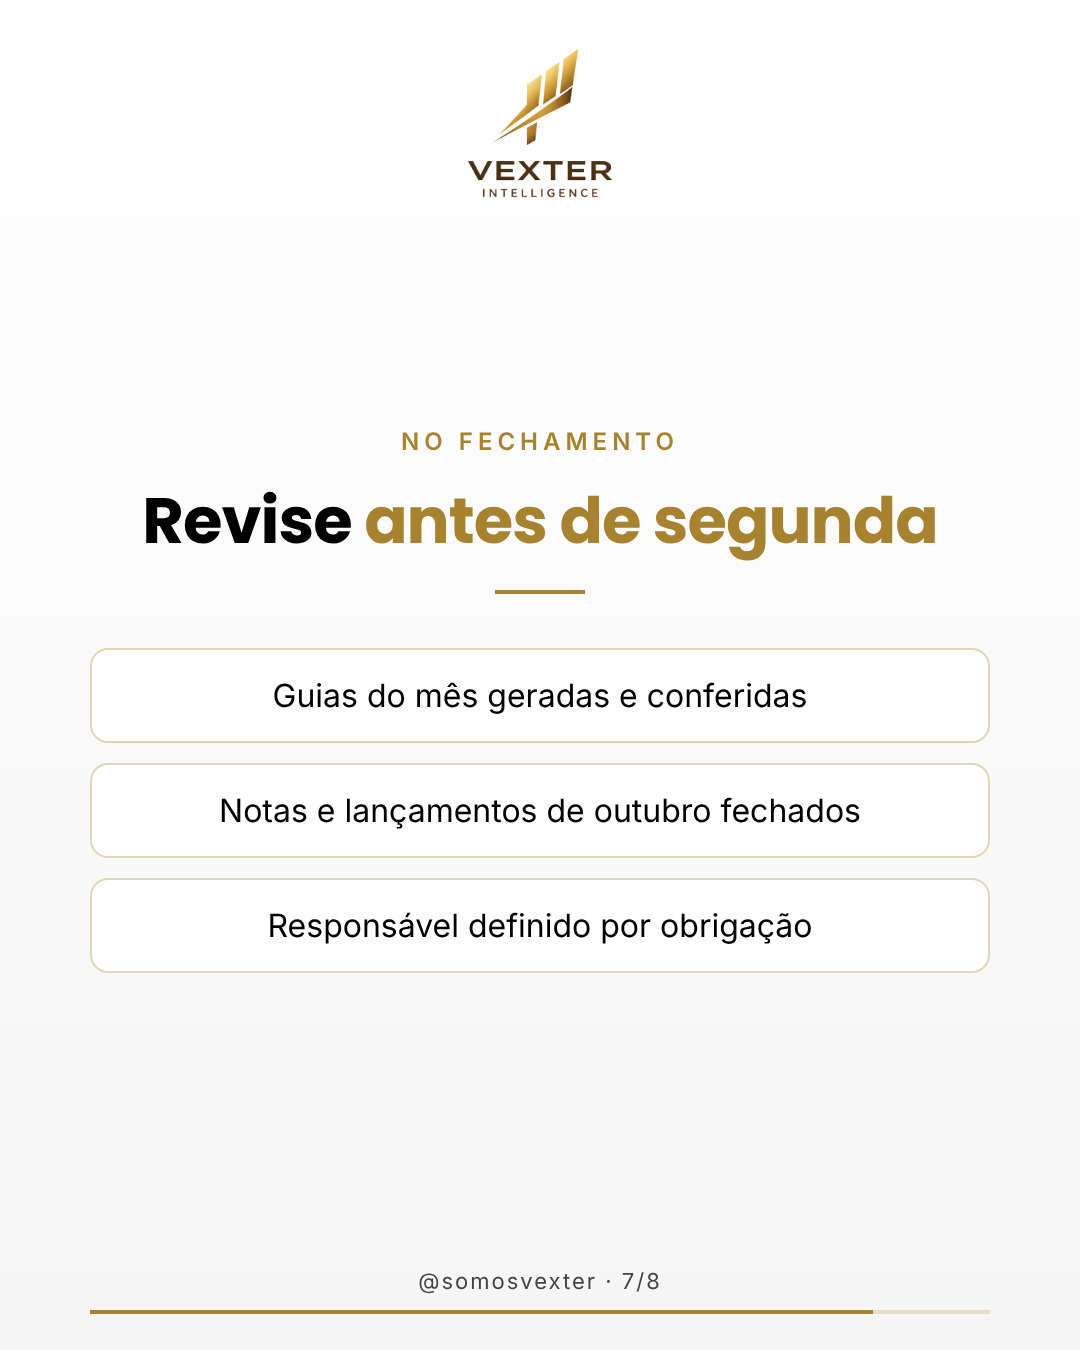 VEXTER
INTELLIGENCE
NO FECHAMENTO
Revise antes de segunda
Guias do mês geradas e conferidas
Notas e lançamentos de outubro fechados
Responsável definido por obrigação
@somosvexter · 7/8